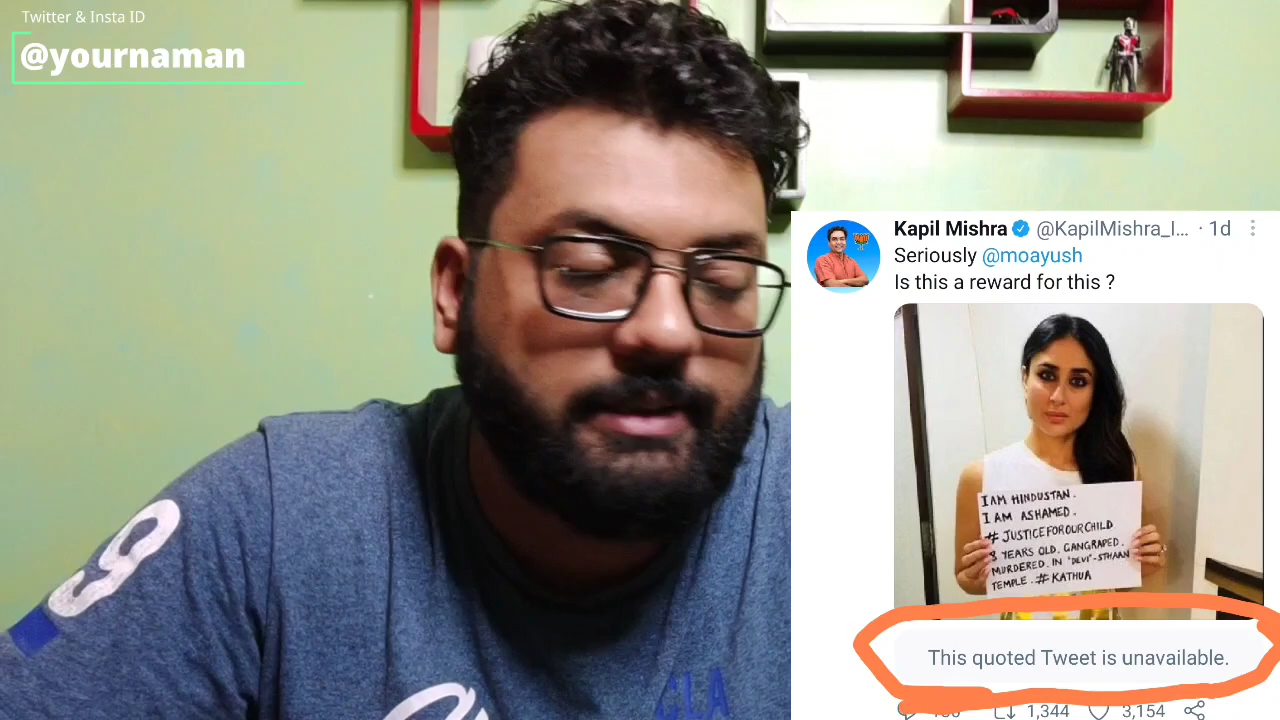 Twitter & Insta ID
@yournaman
Kapil Mishra @KapilMishra_I... · 1d
Seriously @moayush
Is this a reward for this ?
I AM HINDUSTAN.
I AM ASHAMED.
# JUSTICEFOROURCHILD
8 YEARS OLD. GANGRAPED.
MURDERED. IN "DEVI"-STHAAN
TEMPLE. # KATHUA
This quoted Tweet is unavailable.
1,344 3,154
9
CLA